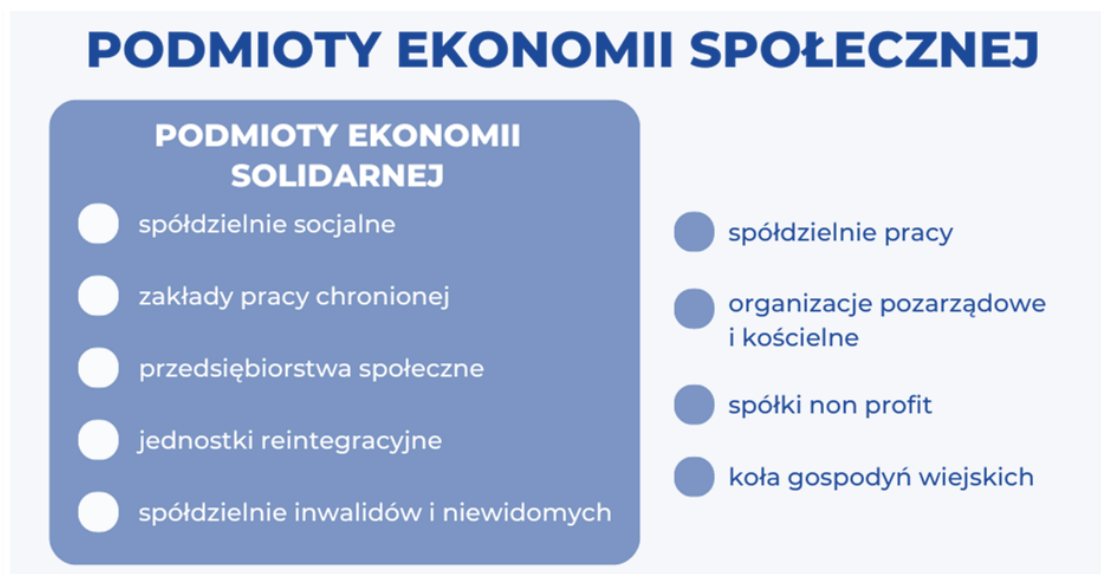 PODMIOTY EKONOMII SPOŁECZNEJ
PODMIOTY EKONOMII
SOLIDARNEJ
spółdzielnie socjalne
zakłady pracy chronionej
przedsiębiorstwa społeczne
jednostki reintegracyjne
spółdzielnie inwalidów i niewidomych
spółdzielnie pracy
organizacje pozarządowe
i kościelne
spółki non profit
koła gospodyń wiejskich